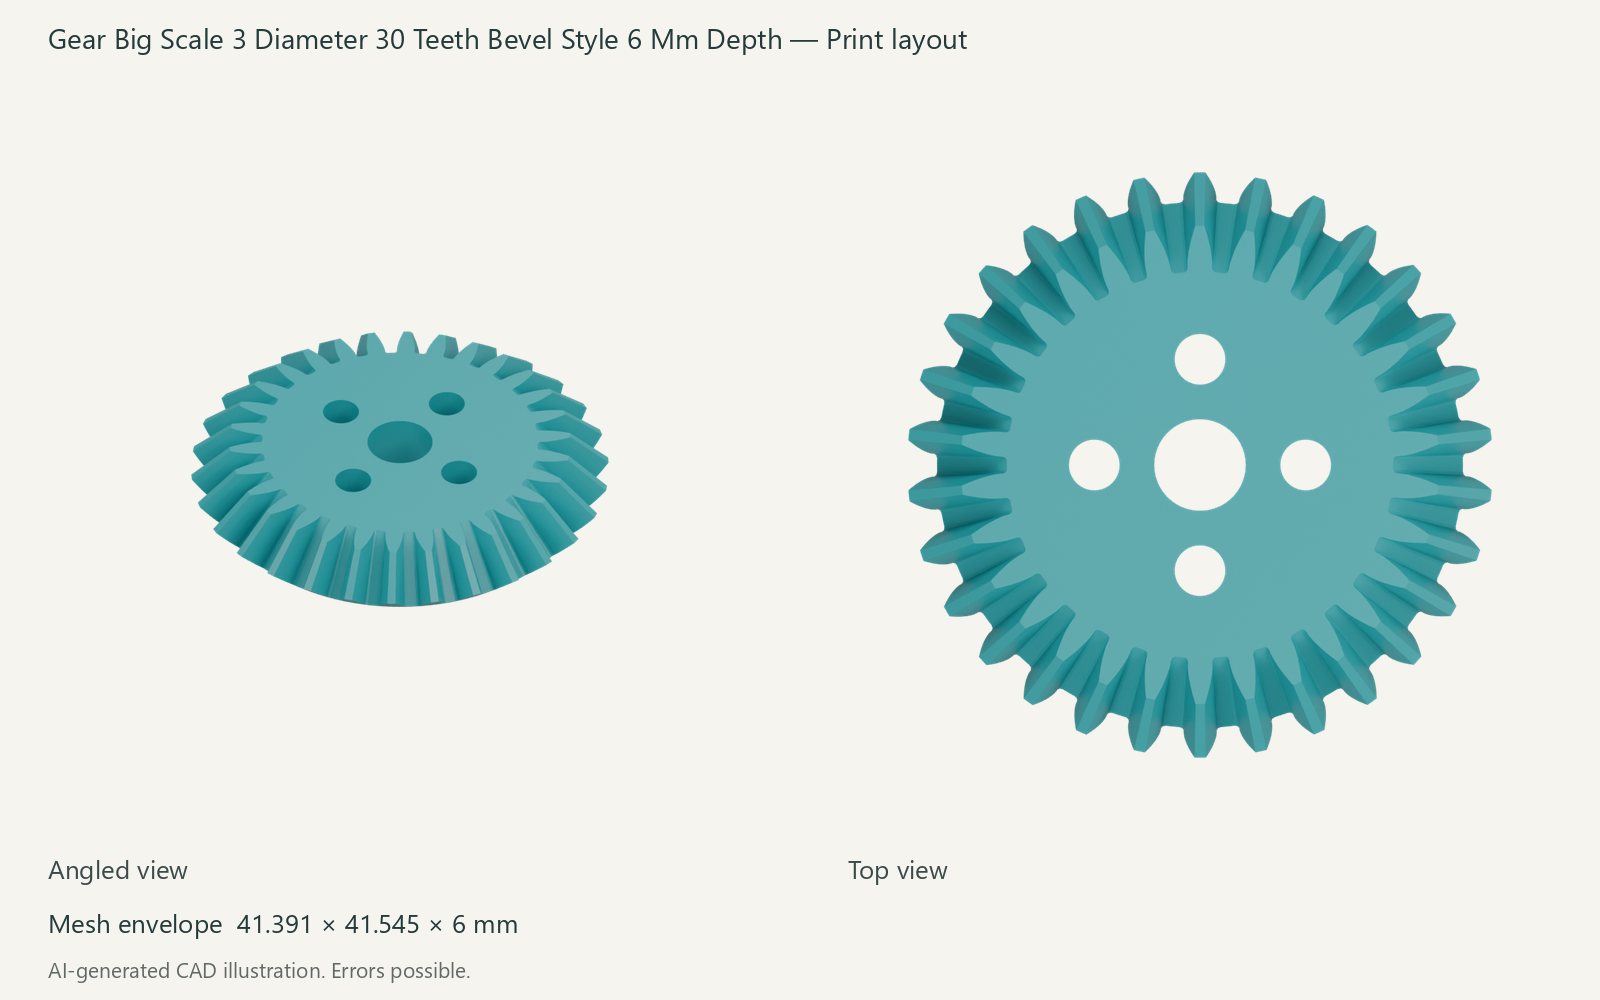 Gear Big Scale 3 Diameter 30 Teeth Bevel Style 6 Mm Depth — Print layout
Angled view
Top view
Mesh envelope 41.391 × 41.545 × 6 mm
AI-generated CAD illustration. Errors possible.